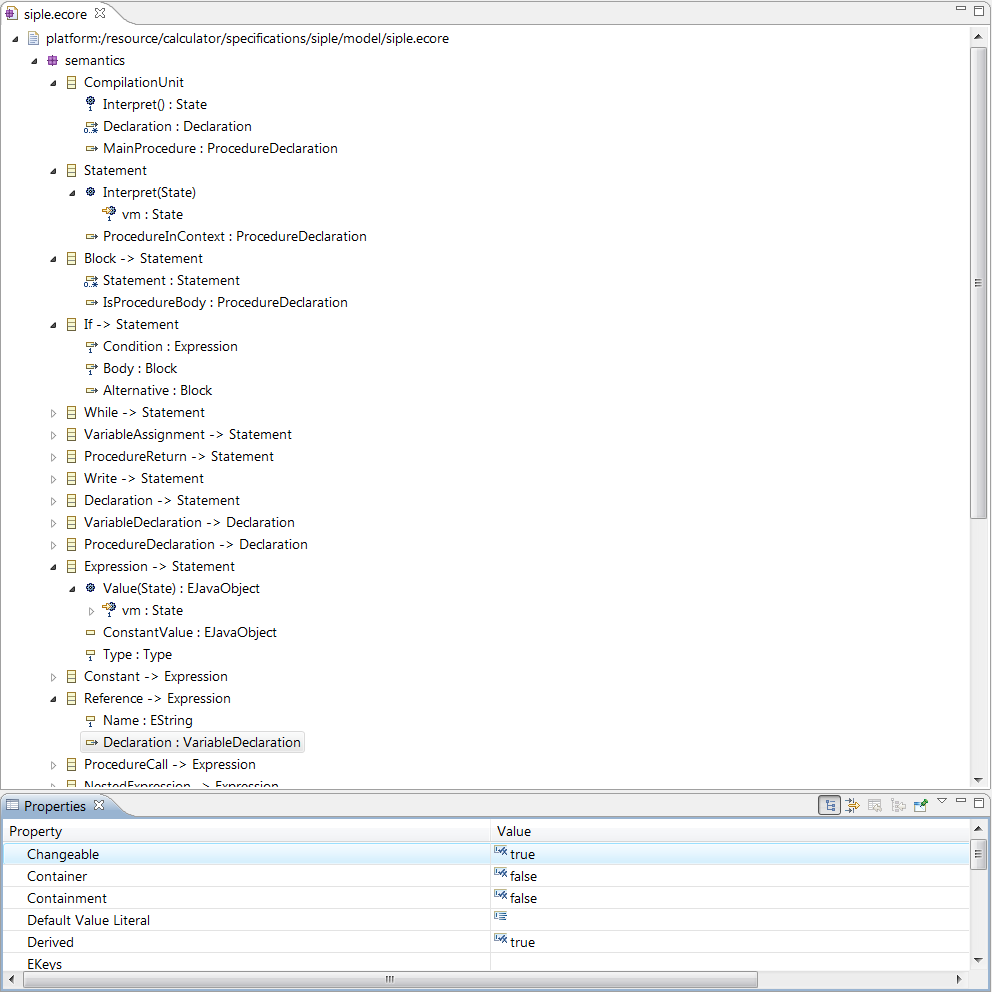 siple.ecore
platform:/resource/calculator/specifications/siple/model/siple.ecore
semantics
CompilationUnit
Interpret() : State
Declaration : Declaration
MainProcedure : ProcedureDeclaration
Statement
Interpret(State)
vm : State
ProcedureInContext : ProcedureDeclaration
Block -> Statement
Statement : Statement
IsProcedureBody : ProcedureDeclaration
If -> Statement
Condition : Expression
Body : Block
Alternative : Block
While -> Statement
VariableAssignment -> Statement
ProcedureReturn -> Statement
Write -> Statement
Declaration -> Statement
VariableDeclaration -> Declaration
ProcedureDeclaration -> Declaration
Expression -> Statement
Value(State) : EJavaObject
vm : State
ConstantValue : EJavaObject
Type : Type
Constant -> Expression
Reference -> Expression
Name : EString
Declaration : VariableDeclaration
ProcedureCall -> Expression
NestedExpression -> Expression
Properties
Property Value
Changeable true
Container false
Containment false
Default Value Literal
Derived true
EKeys